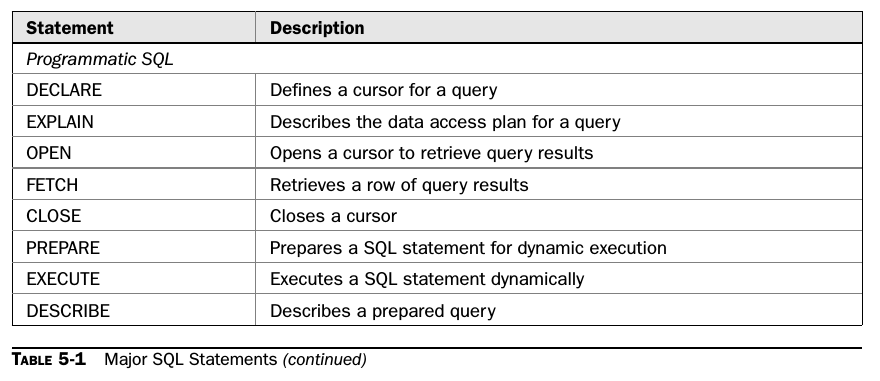 Statement Description
Programmatic SQL
DECLARE Defines a cursor for a query
EXPLAIN Describes the data access plan for a query
OPEN Opens a cursor to retrieve query results
FETCH Retrieves a row of query results
CLOSE Closes a cursor
PREPARE Prepares a SQL statement for dynamic execution
EXECUTE Executes a SQL statement dynamically
DESCRIBE Describes a prepared query
TABLE 5-1 Major SQL Statements (continued)